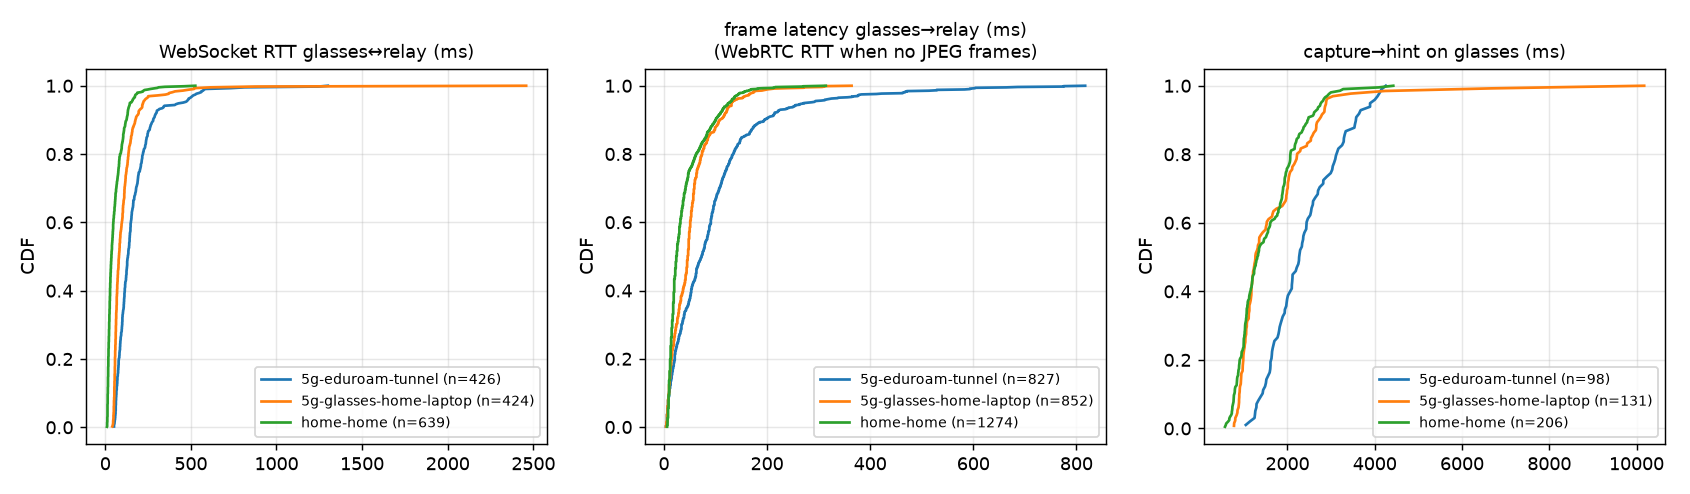 WebSocket RTT glasses↔relay (ms)
CDF
1.0
0.8
0.6
0.4
0.2
0.0
0 500 1000 1500 2000 2500
5g-eduroam-tunnel (n=426)
5g-glasses-home-laptop (n=424)
home-home (n=639)
frame latency glasses→relay (ms)
(WebRTC RTT when no JPEG frames)
CDF
1.0
0.8
0.6
0.4
0.2
0.0
0 200 400 600 800
5g-eduroam-tunnel (n=827)
5g-glasses-home-laptop (n=852)
home-home (n=1274)
capture→hint on glasses (ms)
CDF
1.0
0.8
0.6
0.4
0.2
0.0
2000 4000 6000 8000 10000
5g-eduroam-tunnel (n=98)
5g-glasses-home-laptop (n=131)
home-home (n=206)